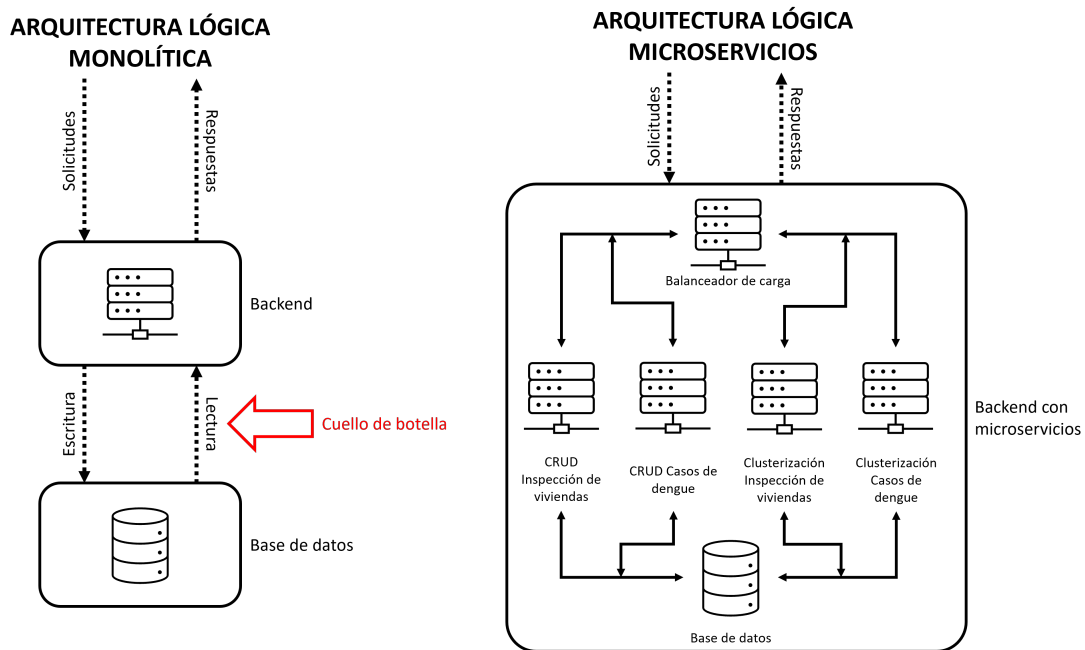 ARQUITECTURA LÓGICA
MONOLÍTICA
Solicitudes
Respuestas
Backend
Escritura
Lectura
Cuello de botella
Base de datos
ARQUITECTURA LÓGICA
MICROSERVICIOS
Solicitudes
Respuestas
Balanceador de carga
CRUD
Inspección de
viviendas
CRUD Casos de
dengue
Clusterización
Inspección de
viviendas
Clusterización
Casos de
dengue
Backend con
microservicios
Base de datos